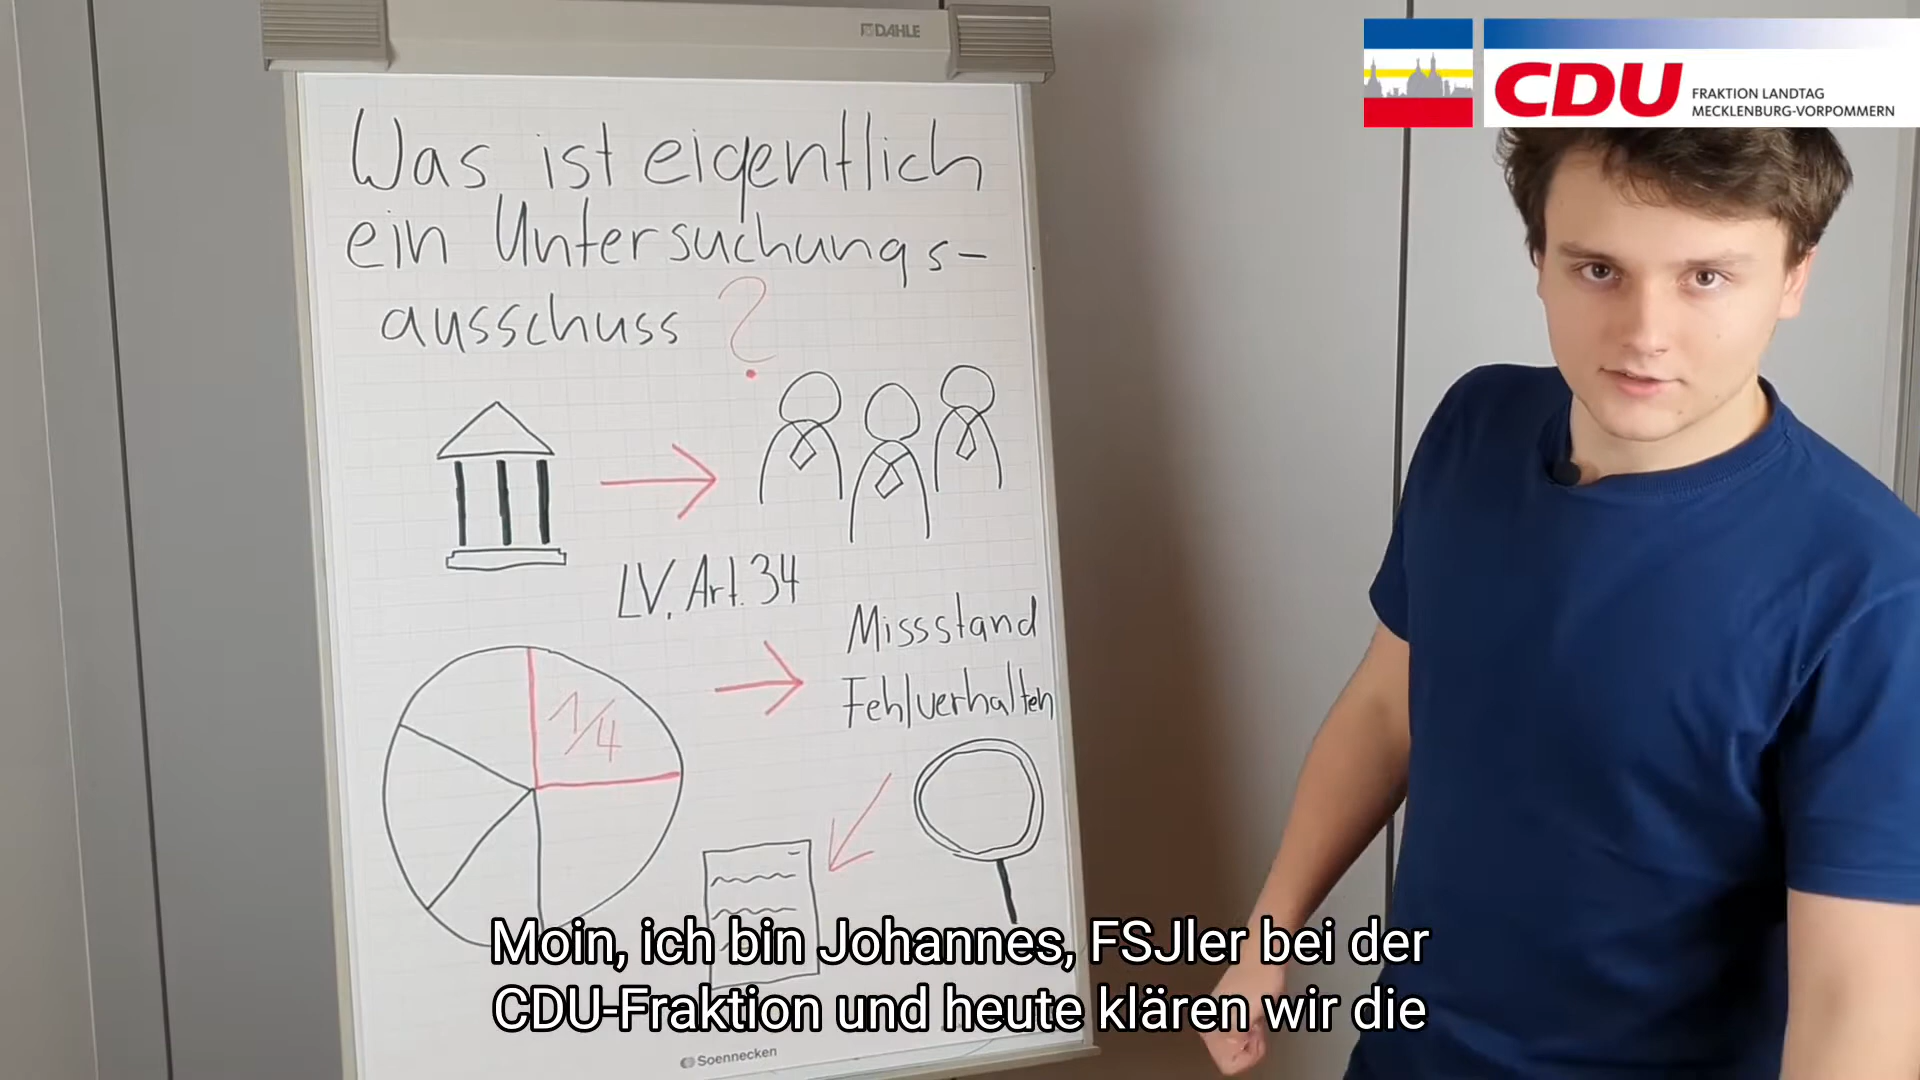 DAHLE
CDU
FRAKTION LANDTAG
MECKLENBURG-VORPOMMERN
Was ist eigentlich
ein Untersuchungs-
ausschuss ?
LV, Art. 34
Missstand
Fehlverhalten
1/4
Moin, ich bin Johannes, FSJler bei der
CDU-Fraktion und heute klären wir die
Soennecken